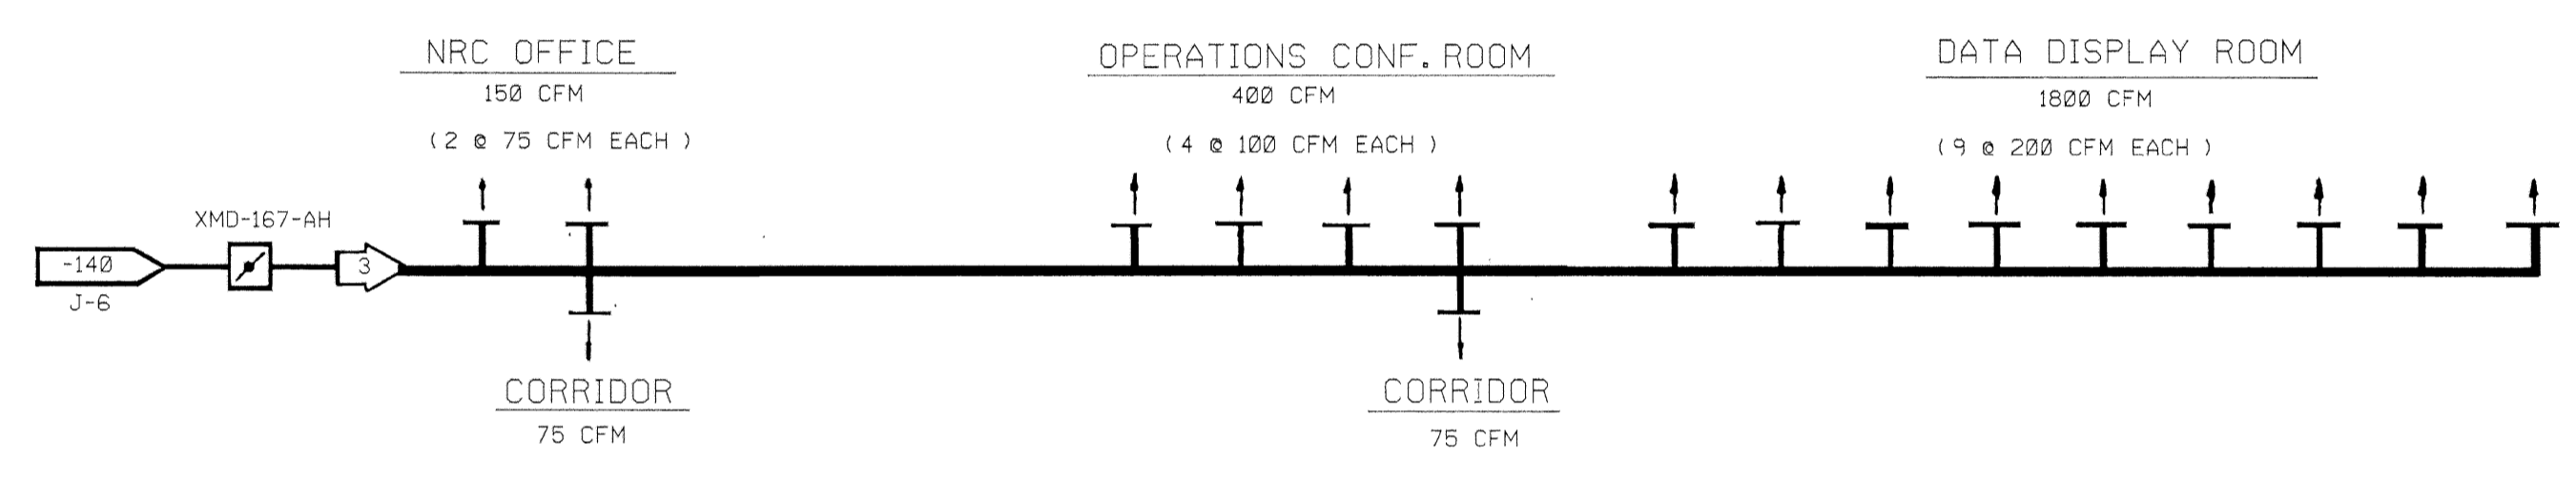 NRC OFFICE
150 CFM
( 2 @ 75 CFM EACH )
OPERATIONS CONF. ROOM
400 CFM
( 4 @ 100 CFM EACH )
DATA DISPLAY ROOM
1800 CFM
( 9 @ 200 CFM EACH )
XMD-167-AH
-140
3
J-6
CORRIDOR
75 CFM
CORRIDOR
75 CFM